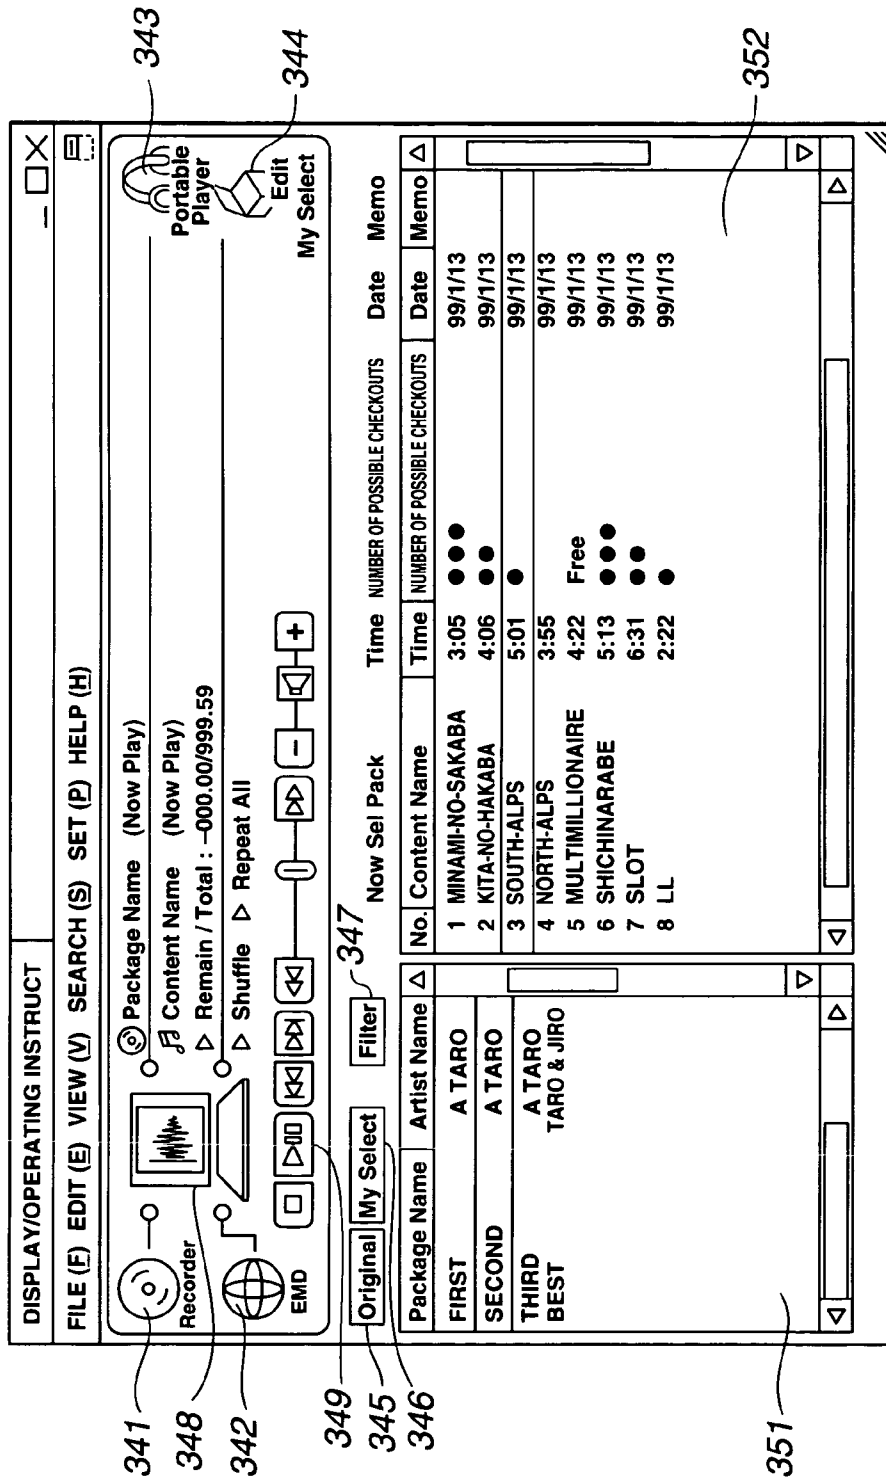 DISPLAY/OPERATING INSTRUCT
FILE (F) EDIT (E) VIEW (V) SEARCH (S) SET (P) HELP (H)
341
348
342
349
345
346
351
Recorder
EMD
Package Name (Now Play)
Content Name (Now Play)
Remain / Total : –000.00/999.59
Shuffle Repeat All
– +
Portable
Player
343
Edit
My Select
344
Original My Select Filter 347
Now Sel Pack Time NUMBER OF POSSIBLE CHECKOUTS Date Memo
Package Name Artist Name
FIRST A TARO
SECOND A TARO
THIRD A TARO
BEST TARO & JIRO
No. Content Name Time NUMBER OF POSSIBLE CHECKOUTS Date Memo
1 MINAMI-NO-SAKABA 3:05 ●●● 99/1/13
2 KITA-NO-HAKABA 4:06 ●● 99/1/13
3 SOUTH-ALPS 5:01 ● 99/1/13
4 NORTH-ALPS 3:55 99/1/13
5 MULTIMILLIONAIRE 4:22 Free 99/1/13
6 SHICHINARABE 5:13 ●●● 99/1/13
7 SLOT 6:31 ●● 99/1/13
8 LL 2:22 ● 99/1/13
352